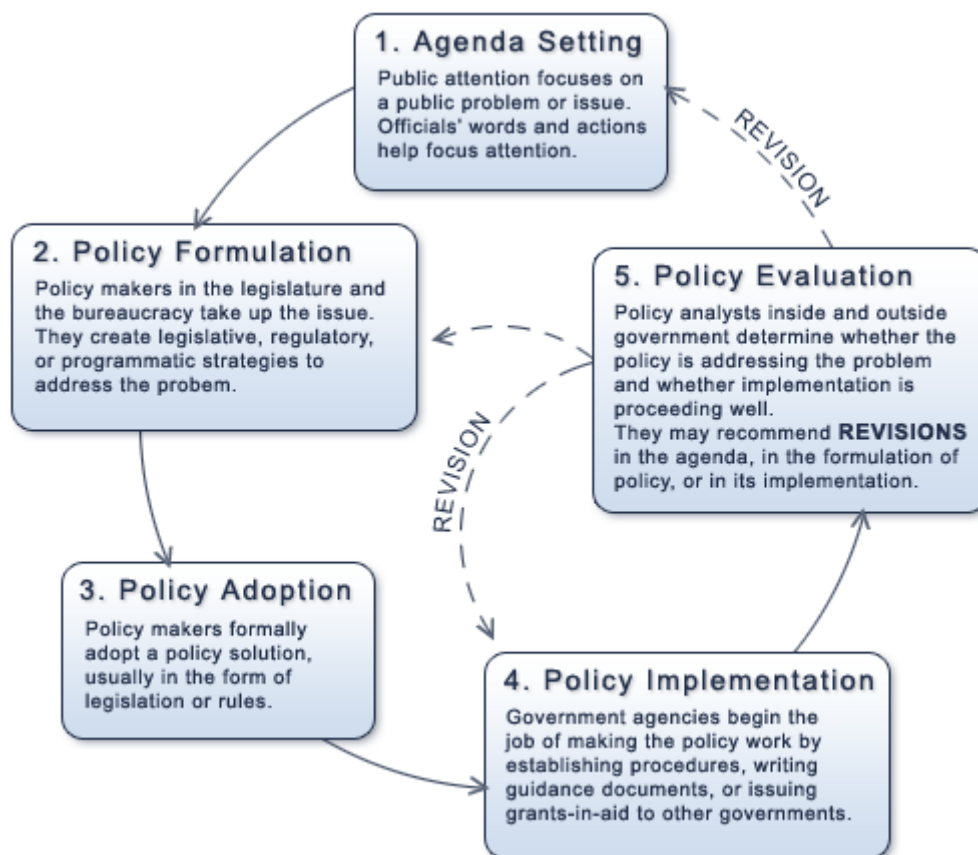 1. Agenda Setting
Public attention focuses on
a public problem or issue.
Officials' words and actions
help focus attention.
REVISION
2. Policy Formulation
Policy makers in the legislature and
the bureaucracy take up the issue.
They create legislative, regulatory,
or programmatic strategies to
address the probem.
5. Policy Evaluation
Policy analysts inside and outside
government determine whether the
policy is addressing the problem
and whether implementation is
proceeding well.
They may recommend REVISIONS
in the agenda, in the formulation of
policy, or in its implementation.
REVISION
3. Policy Adoption
Policy makers formally
adopt a policy solution,
usually in the form of
legislation or rules.
4. Policy Implementation
Government agencies begin the
job of making the policy work by
establishing procedures, writing
guidance documents, or issuing
grants-in-aid to other governments.